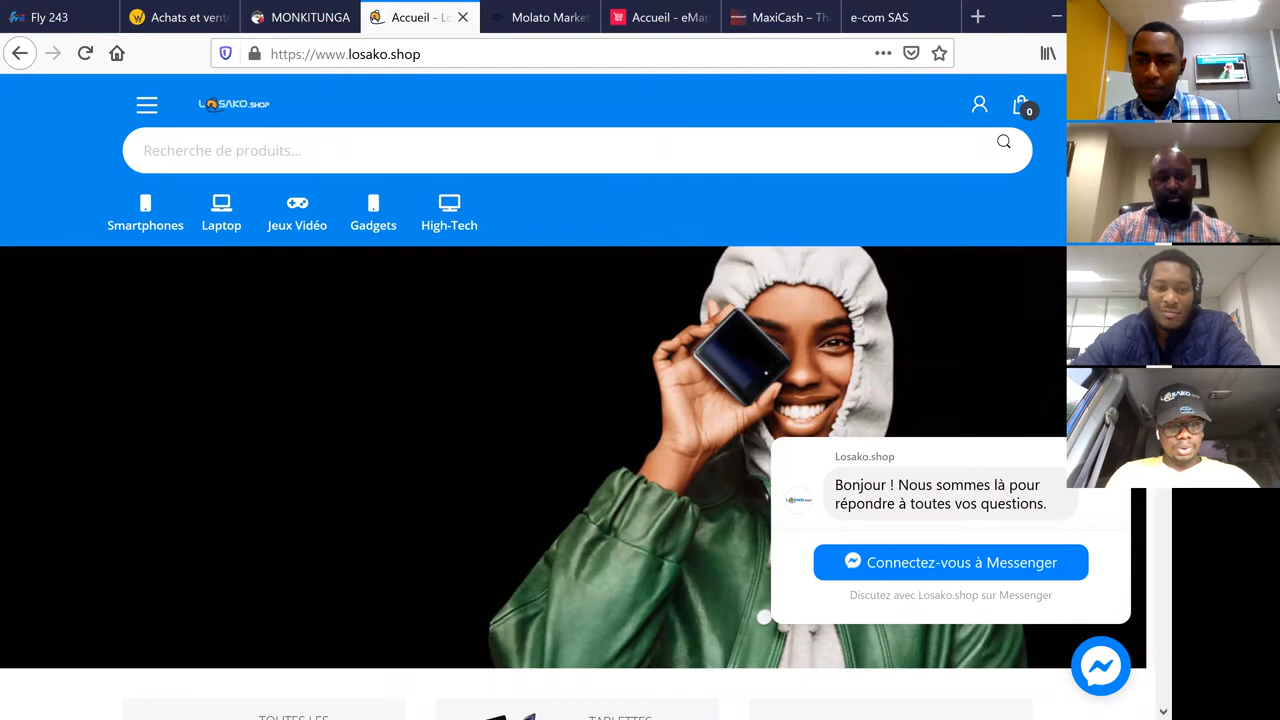 Fly 243
Achats et vent
MONKITUNGA
Accueil - Lo
Molato Market
Accueil - eMar
MaxiCash – Th
e-com SAS
https://www.losako.shop
LOSAKO.SHOP
0
Recherche de produits...
Smartphones
Laptop
Jeux Vidéo
Gadgets
High-Tech
Losako.shop
Bonjour ! Nous sommes là pour
répondre à toutes vos questions.
Connectez-vous à Messenger
Discutez avec Losako.shop sur Messenger
TOUTES LES
TABLETTES